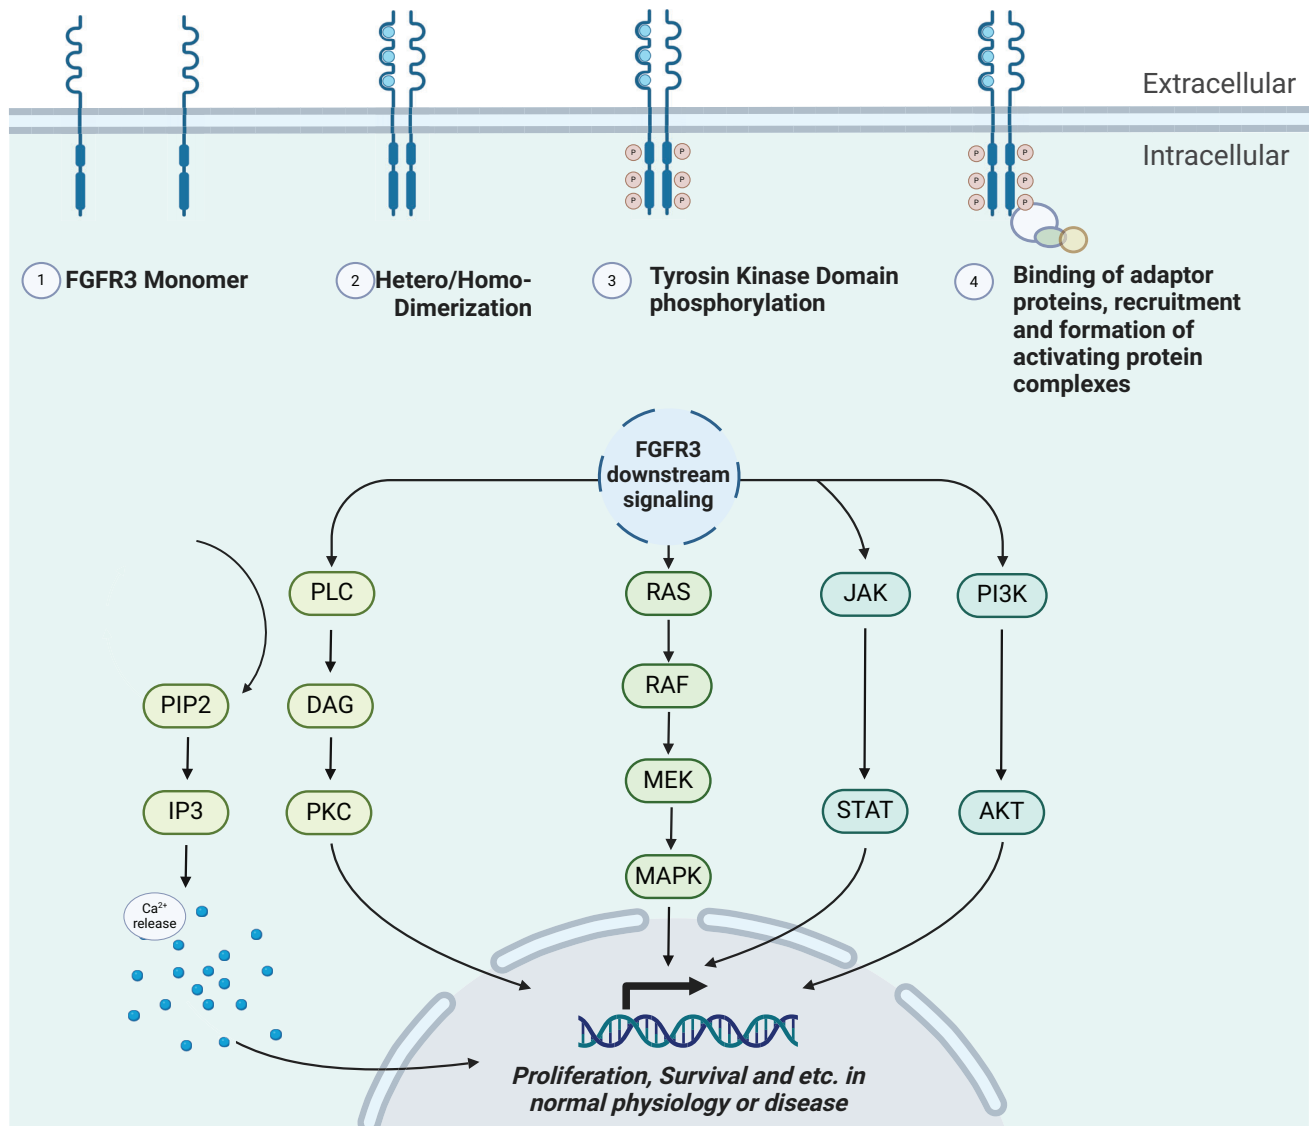 Extracellular
Intracellular
P P P P
P P P P
P P P P
1 FGFR3 Monomer
2 Hetero/Homo-
Dimerization
3 Tyrosin Kinase Domain
phosphorylation
4 Binding of adaptor
proteins, recruitment
and formation of
activating protein
complexes
FGFR3
downstream
signaling
PLC RAS JAK PI3K
RAF
PIP2 DAG
MEK
IP3 PKC STAT AKT
MAPK
Ca²⁺
release
Proliferation, Survival and etc. in
normal physiology or disease